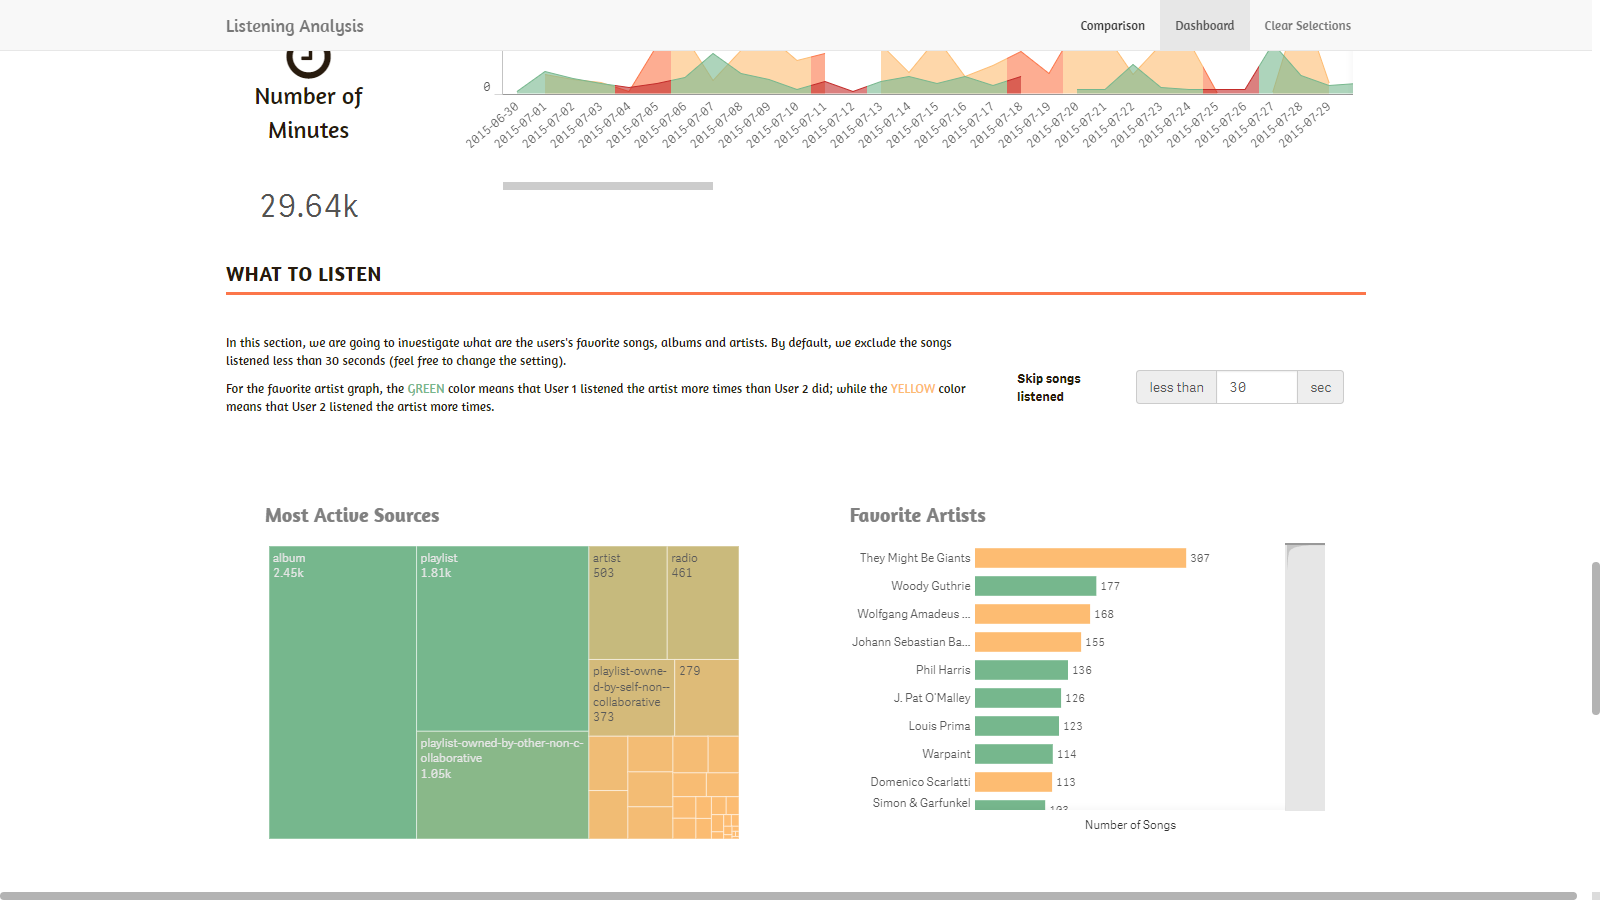 Listening Analysis
Comparison
Dashboard
Clear Selections
Number of
Minutes
29.64k
0
2015-06-30
2015-07-01
2015-07-02
2015-07-03
2015-07-04
2015-07-05
2015-07-06
2015-07-07
2015-07-08
2015-07-09
2015-07-10
2015-07-11
2015-07-12
2015-07-13
2015-07-14
2015-07-15
2015-07-16
2015-07-17
2015-07-18
2015-07-19
2015-07-20
2015-07-21
2015-07-22
2015-07-23
2015-07-24
2015-07-25
2015-07-26
2015-07-27
2015-07-28
2015-07-29
WHAT TO LISTEN
In this section, we are going to investigate what are the users's favorite songs, albums and artists. By default, we exclude the songs
listened less than 30 seconds (feel free to change the setting).
For the favorite artist graph, the GREEN color means that User 1 listened the artist more times than User 2 did; while the YELLOW color
means that User 2 listened the artist more times.
Skip songs
listened
less than 30 sec
Most Active Sources
album
2.45k
playlist
1.81k
playlist-owned-by-other-non-c-
ollaborative
1.05k
artist
503
radio
461
playlist-owne-
d-by-self-non--
collaborative
373
279
Favorite Artists
They Might Be Giants 307
Woody Guthrie 177
Wolfgang Amadeus ... 168
Johann Sebastian Ba... 155
Phil Harris 136
J. Pat O'Malley 126
Louis Prima 123
Warpaint 114
Domenico Scarlatti 113
Simon & Garfunkel 103
Number of Songs